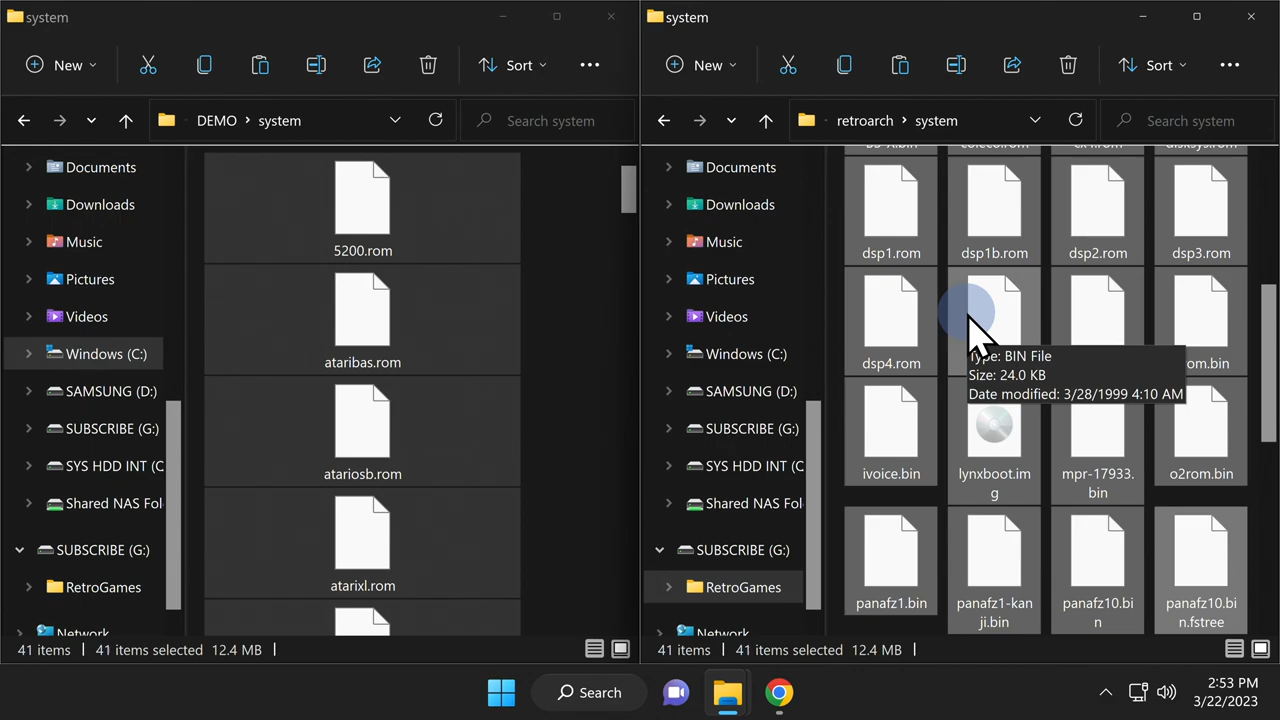 system
New
Sort
DEMO
system
Search system
Documents
Downloads
Music
Pictures
Videos
Windows (C:)
SAMSUNG (D:)
SUBSCRIBE (G:)
SYS HDD INT (C
Shared NAS Fol
SUBSCRIBE (G:)
RetroGames
Network
5200.rom
ataribas.rom
atariosb.rom
atarixl.rom
41 items
41 items selected
12.4 MB
system
New
Sort
retroarch
system
Search system
Documents
Downloads
Music
Pictures
Videos
Windows (C:)
SAMSUNG (D:)
SUBSCRIBE (G:)
SYS HDD INT (C
Shared NAS Fol
SUBSCRIBE (G:)
RetroGames
Network
dsp1.rom
dsp1b.rom
dsp2.rom
dsp3.rom
dsp4.rom
om.bin
Type: BIN File
Size: 24.0 KB
Date modified: 3/28/1999 4:10 AM
ivoice.bin
lynxboot.im
g
mpr-17933.
bin
o2rom.bin
panafz1.bin
panafz1-kan
ji.bin
panafz10.bi
n
panafz10.bi
n.fstree
41 items
41 items selected
12.4 MB
Search
2:53 PM
3/22/2023